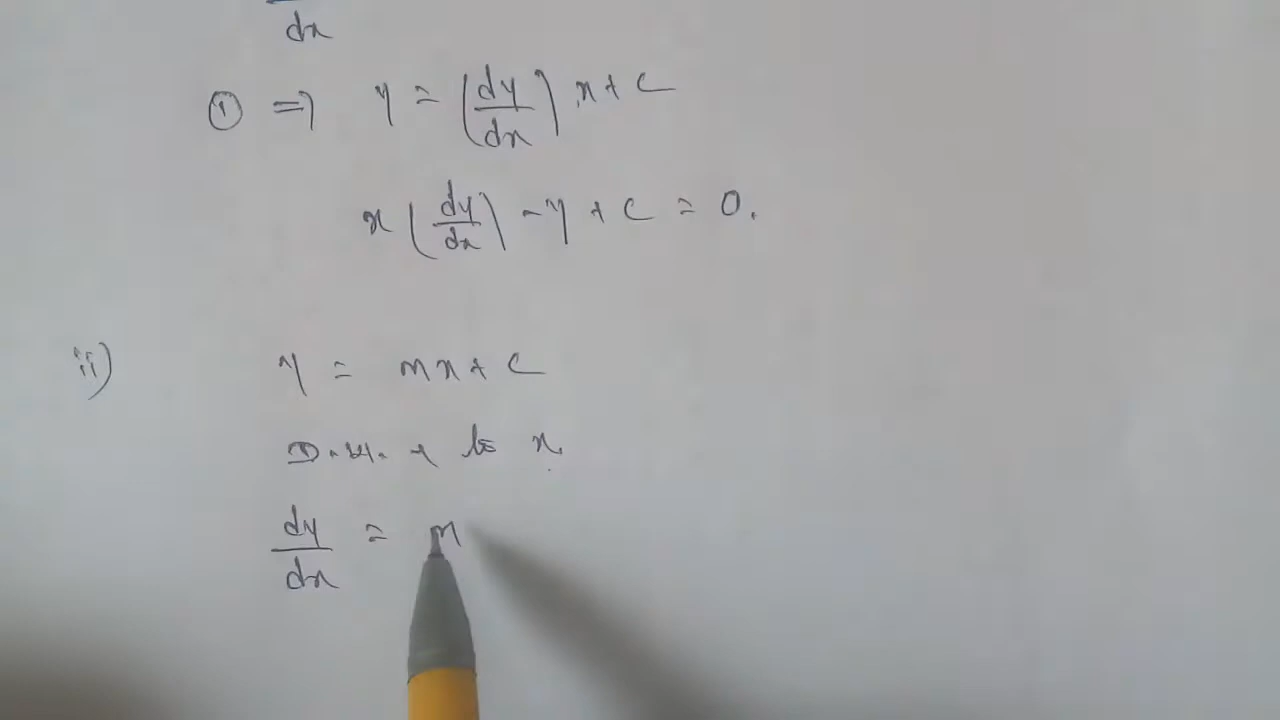 dx
① ⇒ y = (dy/dx) x + c
x (dy/dx) - y + c = 0.
ii) y = mx + c
D.w.r to x.
dy/dx = m